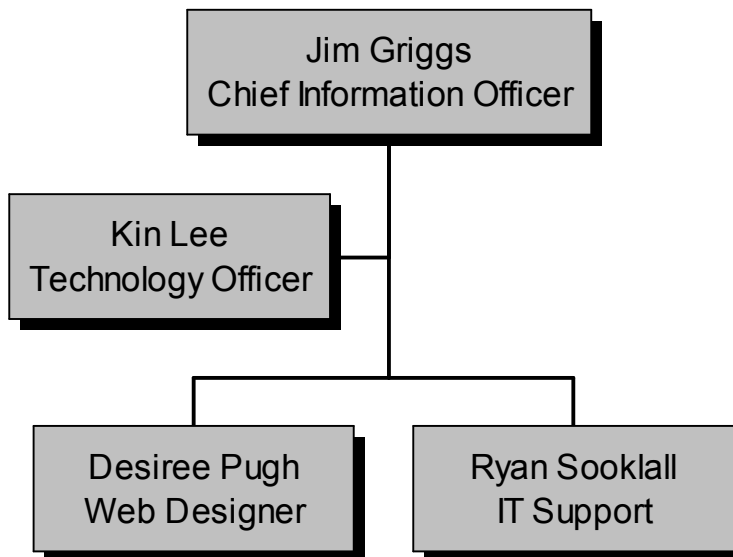 Jim Griggs
Chief Information Officer
Kin Lee
Technology Officer
Desiree Pugh
Web Designer
Ryan Sooklall
IT Support